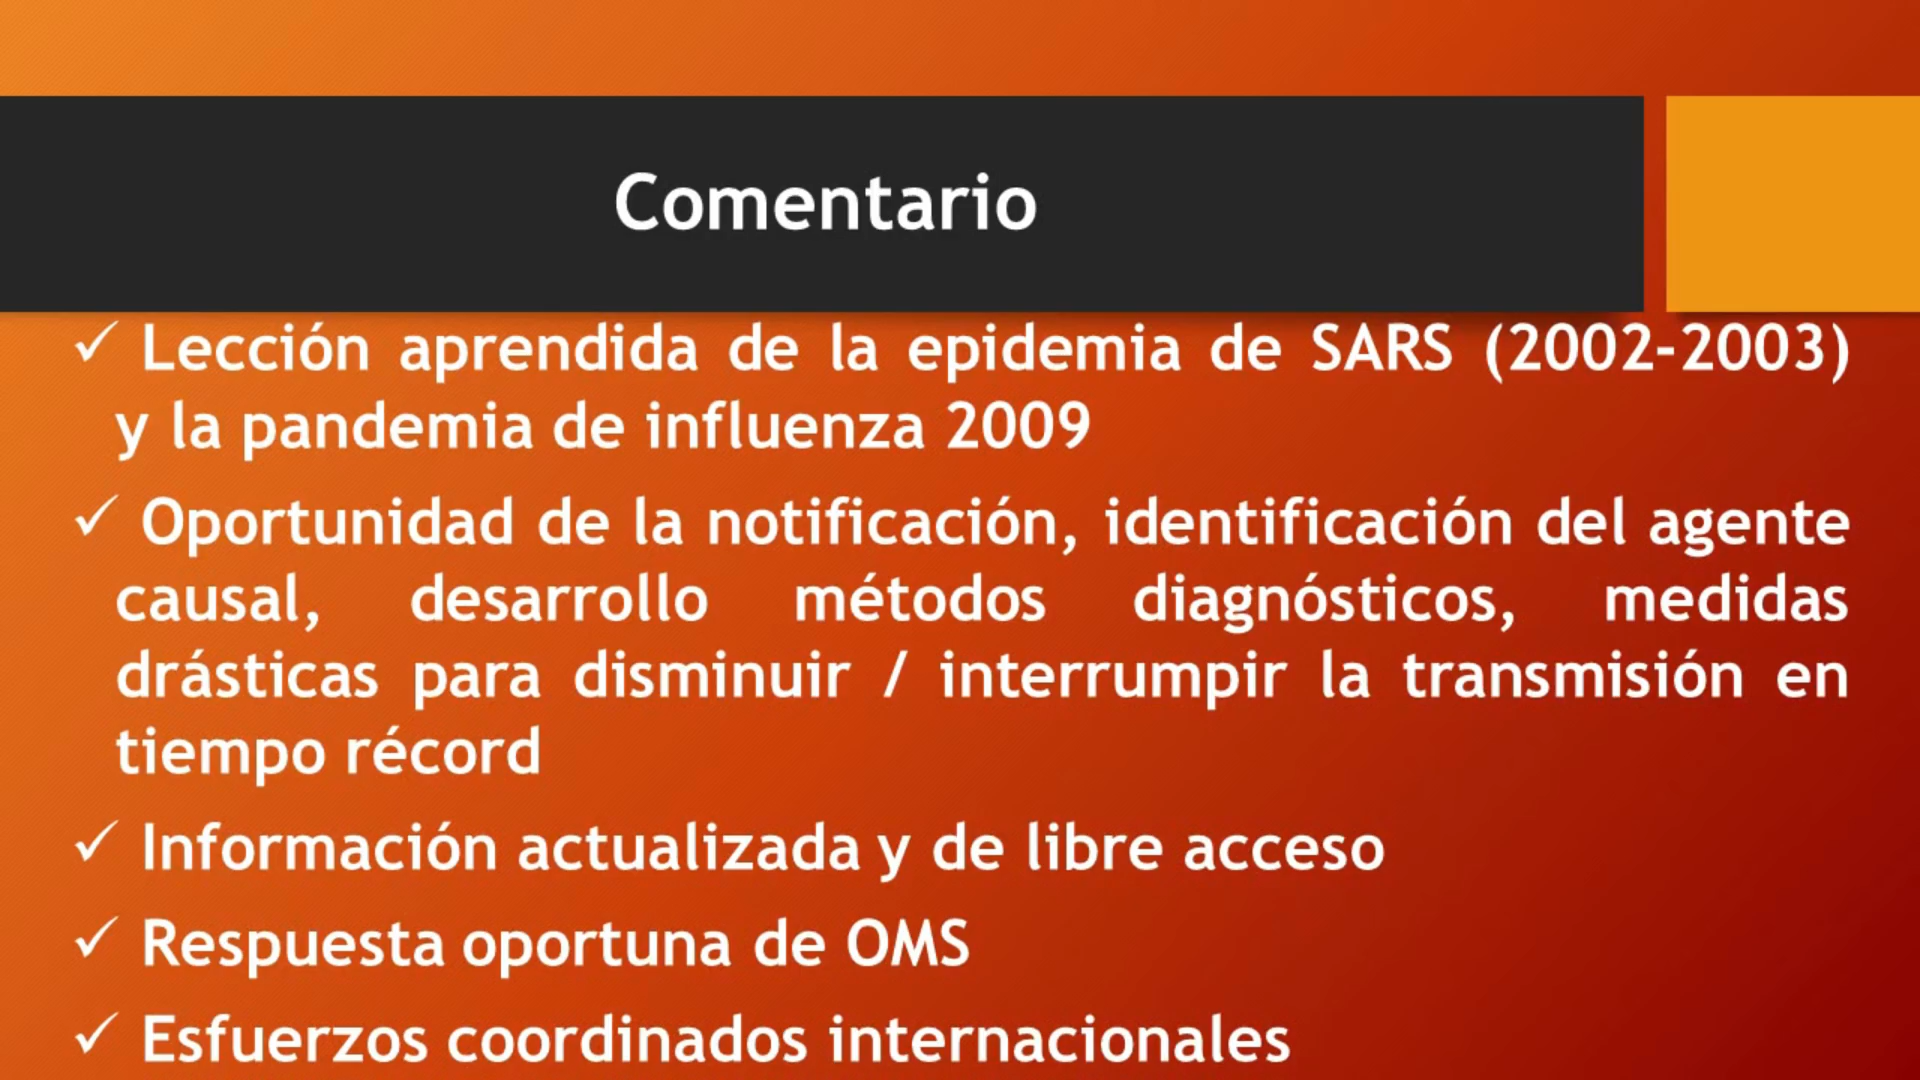 Comentario
✓ Lección aprendida de la epidemia de SARS (2002-2003)
y la pandemia de influenza 2009
✓ Oportunidad de la notificación, identificación del agente
causal, desarrollo métodos diagnósticos, medidas
drásticas para disminuir / interrumpir la transmisión en
tiempo récord
✓ Información actualizada y de libre acceso
✓ Respuesta oportuna de OMS
✓ Esfuerzos coordinados internacionales